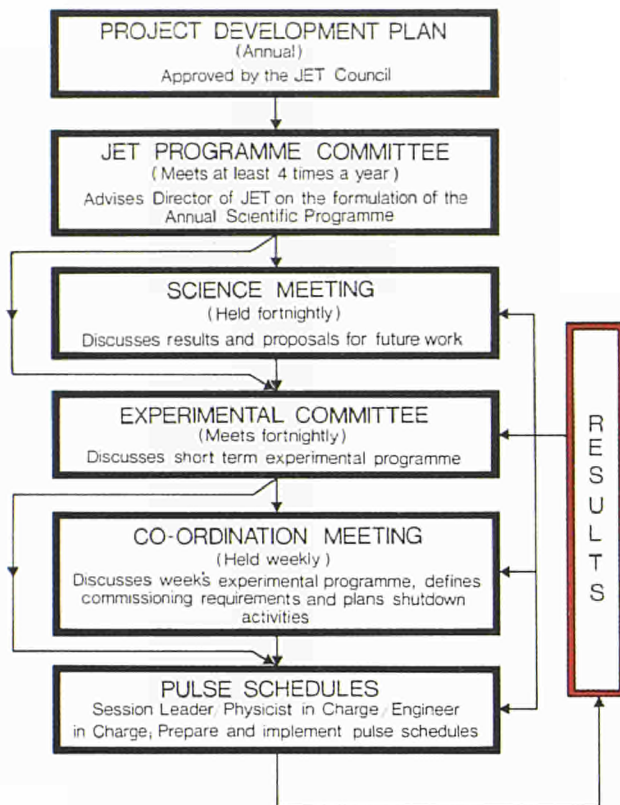 PROJECT DEVELOPMENT PLAN
(Annual)
Approved by the JET Council
JET PROGRAMME COMMITTEE
(Meets at least 4 times a year)
Advises Director of JET on the formulation of the
Annual Scientific Programme
SCIENCE MEETING
(Held fortnightly)
Discusses results and proposals for future work
EXPERIMENTAL COMMITTEE
(Meets fortnightly)
Discusses short term experimental programme
CO-ORDINATION MEETING
(Held weekly)
Discusses week's experimental programme, defines
commissioning requirements and plans shutdown
activities
PULSE SCHEDULES
Session Leader/Physicist in Charge/Engineer
in Charge; Prepare and implement pulse schedules
RESULTS